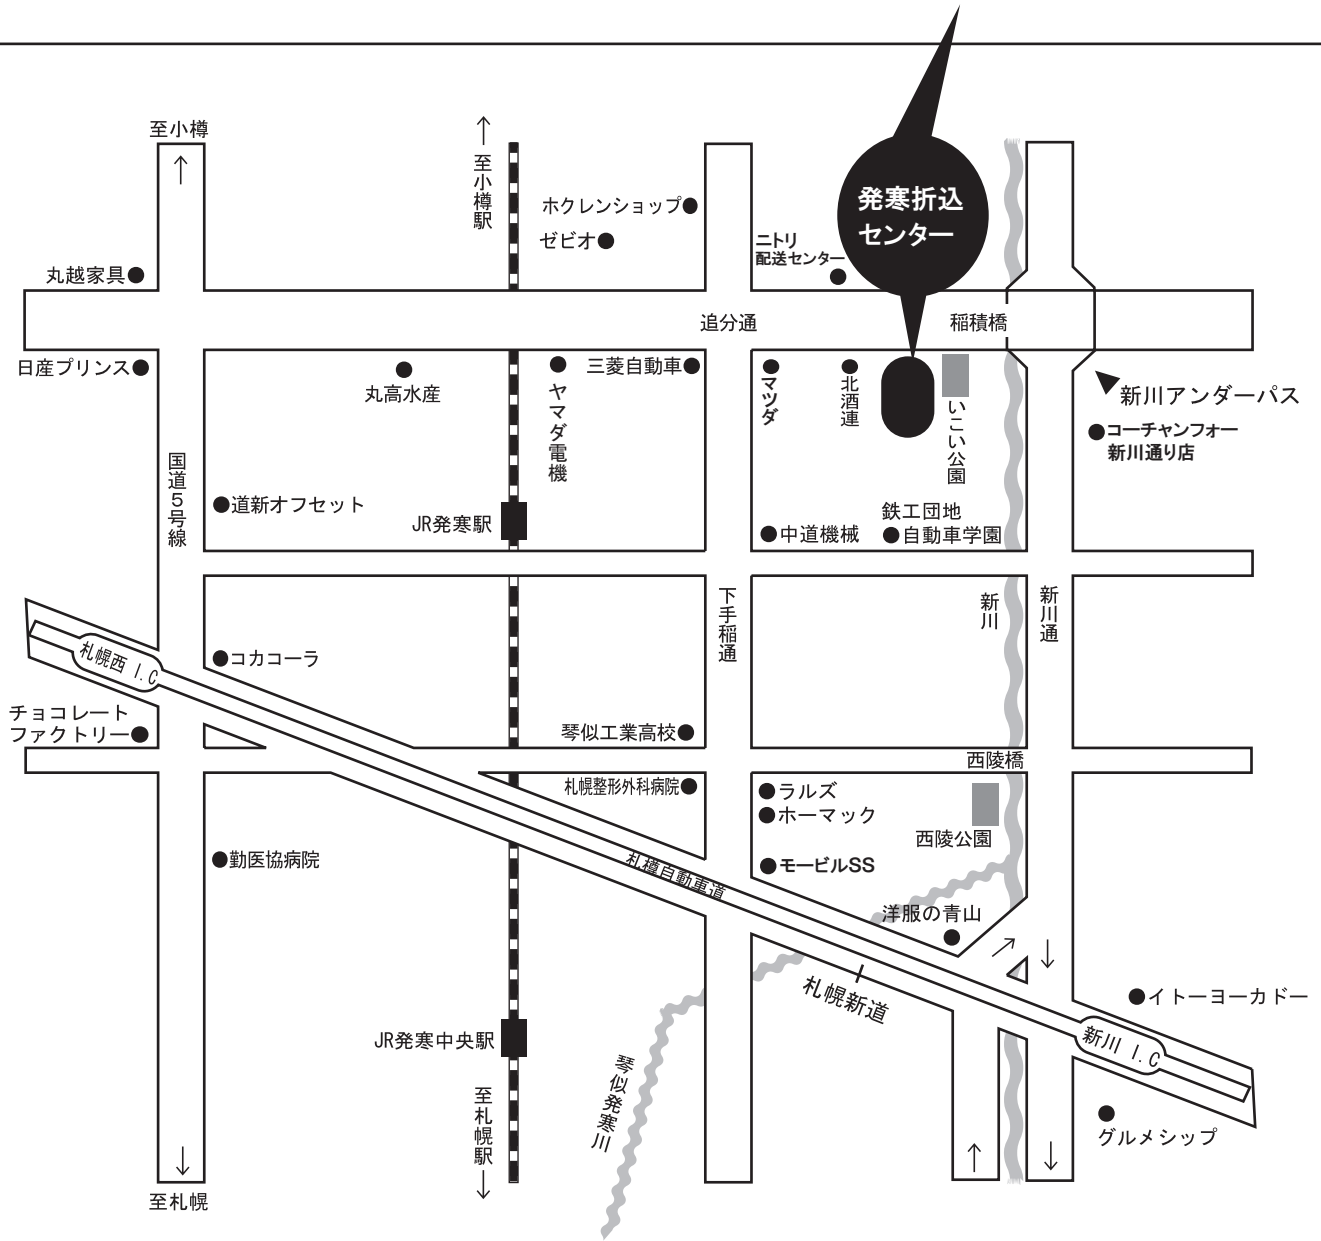 至小樽
至小樽駅
ホクレンショップ
ゼビオ
ニトリ
配送センター
発寒折込
センター
丸越家具
追分通
稲積橋
日産プリンス
丸高水産
ヤマダ電機
三菱自動車
マツダ
北酒連
いこい公園
新川アンダーパス
コーチャンフォー
新川通り店
国道5号線
道新オフセット
JR発寒駅
中道機械
鉄工団地
自動車学園
下手稲通
新川
新川通
札幌西 I.C
コカコーラ
チョコレート
ファクトリー
琴似工業高校
西陵橋
札幌整形外科病院
ラルズ
ホーマック
西陵公園
勤医協病院
札樽自動車道
モービルSS
洋服の青山
札幌新道
イトーヨーカドー
JR発寒中央駅
新川 I.C
琴似発寒川
至札幌駅
グルメシップ
至札幌